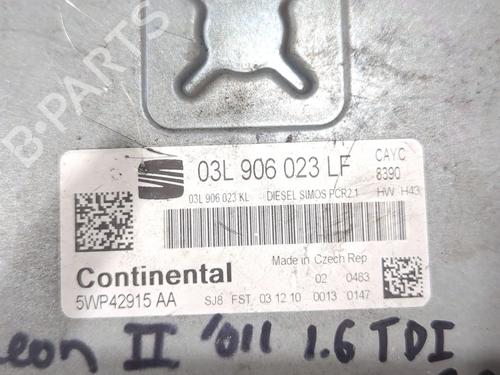 B-PARTS
03L 906 023 LF
CAYC
8390
03L 906 023 KL DIESEL SIMOS PCR2.1 HW H43
Made in Czech Rep
Continental
02 0483
5WP42915 AA SJ8 FST 03 12 10 0013 0147
eon II '011 1.6 TDI